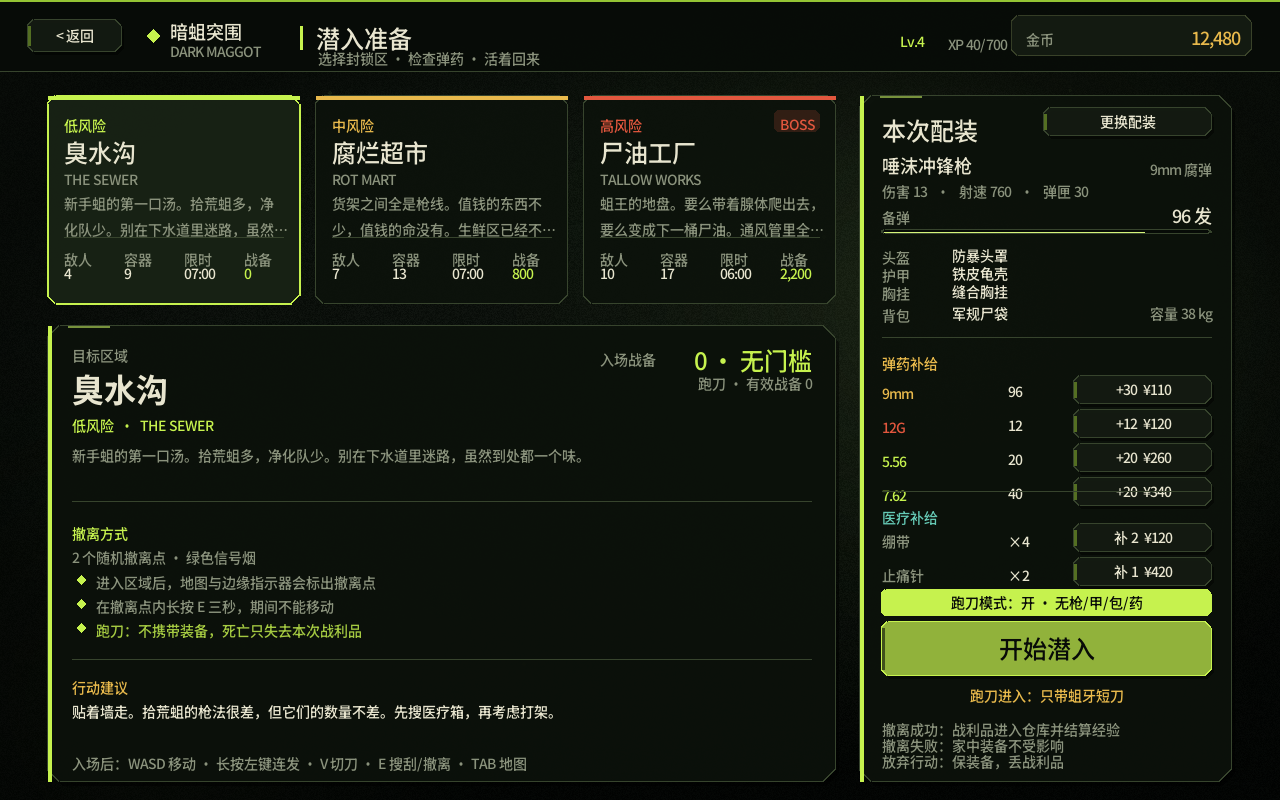 <返回
暗蛆突围
DARK MAGGOT
潜入准备
选择封锁区 · 检查弹药 · 活着回来
Lv.4
XP 40/700
金币
12,480
低风险
臭水沟
THE SEWER
新手蛆的第一口汤。拾荒蛆多，净
化队少。别在下水道里迷路，虽然…
敌人 容器 限时 战备
4 9 07:00 0
中风险
腐烂超市
ROT MART
货架之间全是枪线。值钱的东西不
少，值钱的命没有。生鲜区已经不…
敌人 容器 限时 战备
7 13 07:00 800
高风险
BOSS
尸油工厂
TALLOW WORKS
蛆王的地盘。要么带着腺体爬出去，
要么变成下一桶尸油。通风管里全…
敌人 容器 限时 战备
10 17 06:00 2,200
目标区域
臭水沟
低风险 · THE SEWER
入场战备
0 · 无门槛
跑刀 · 有效战备 0
新手蛆的第一口汤。拾荒蛆多，净化队少。别在下水道里迷路，虽然到处都一个味。
撤离方式
2 个随机撤离点 · 绿色信号烟
进入区域后，地图与边缘指示器会标出撤离点
在撤离点内长按 E 三秒，期间不能移动
跑刀：不携带装备，死亡只失去本次战利品
行动建议
贴着墙走。拾荒蛆的枪法很差，但它们的数量不差。先搜医疗箱，再考虑打架。
入场后：WASD 移动 · 长按左键连发 · V 切刀 · E 搜刮/撤离 · TAB 地图
本次配装
更换配装
唾沫冲锋枪
9mm 腐弹
伤害 13 · 射速 760 · 弹匣 30
备弹
96 发
头盔 防暴头罩
护甲 铁皮龟壳
胸挂 缝合胸挂
背包 军规尸袋 容量 38 kg
弹药补给
9mm 96 +30 ¥110
12G 12 +12 ¥120
5.56 20 +20 ¥260
7.62 40 +20 ¥340
医疗补给
绷带 ×4 补 2 ¥120
止痛针 ×2 补 1 ¥420
跑刀模式：开 · 无枪/甲/包/药
开始潜入
跑刀进入：只带蛆牙短刀
撤离成功：战利品进入仓库并结算经验
撤离失败：家中装备不受影响
放弃行动：保装备，丢战利品